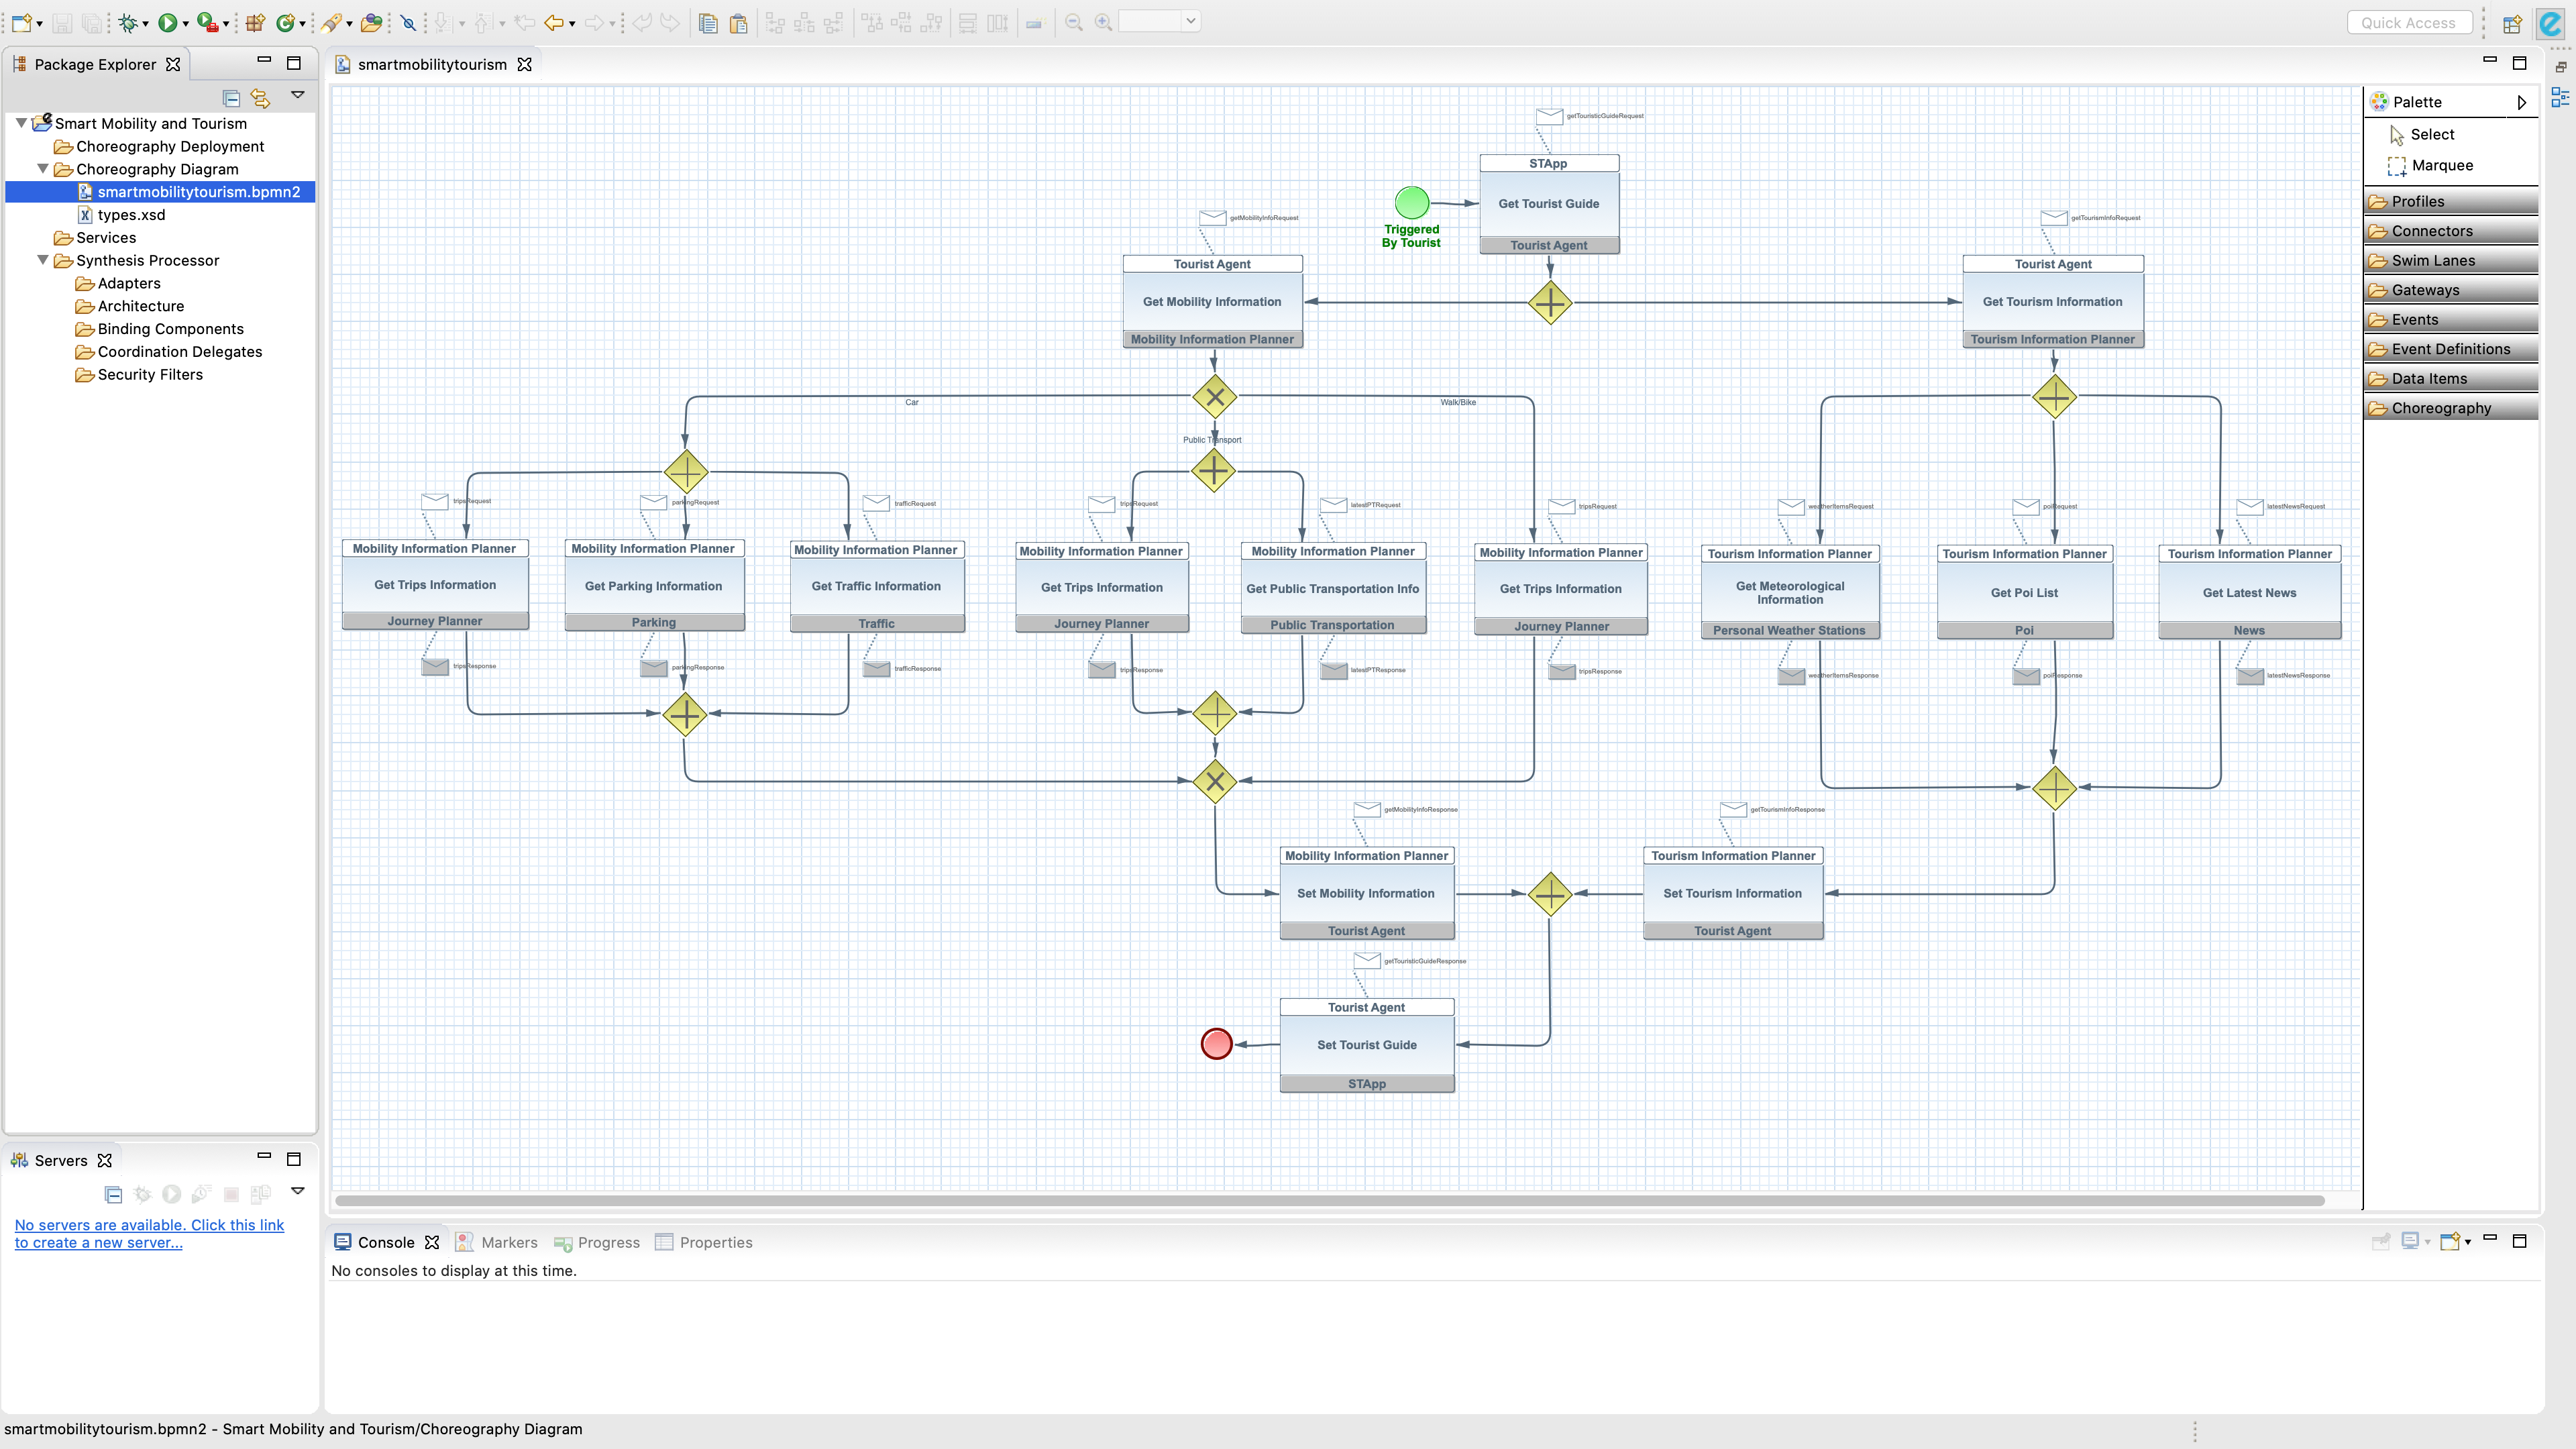 Quick Access
Package Explorer
Smart Mobility and Tourism
Choreography Deployment
Choreography Diagram
smartmobilitytourism.bpmn2
types.xsd
Services
Synthesis Processor
Adapters
Architecture
Binding Components
Coordination Delegates
Security Filters
smartmobilitytourism
getTouristicGuideRequest
STApp
Get Tourist Guide
Tourist Agent
Triggered
By Tourist
getMobilityInfoRequest
Tourist Agent
Get Mobility Information
Mobility Information Planner
getTourismInfoRequest
Tourist Agent
Get Tourism Information
Tourism Information Planner
Car
Public Transport
Walk/Bike
tripsRequest
Mobility Information Planner
Get Trips Information
Journey Planner
tripsResponse
parkingRequest
Mobility Information Planner
Get Parking Information
Parking
parkingResponse
trafficRequest
Mobility Information Planner
Get Traffic Information
Traffic
trafficResponse
tripsRequest
Mobility Information Planner
Get Trips Information
Journey Planner
tripsResponse
latestPTRequest
Mobility Information Planner
Get Public Transportation Info
Public Transportation
latestPTResponse
tripsRequest
Mobility Information Planner
Get Trips Information
Journey Planner
tripsResponse
weatherItemsRequest
Tourism Information Planner
Get Meteorological
Information
Personal Weather Stations
weatherItemsResponse
poiRequest
Tourism Information Planner
Get Poi List
Poi
poiResponse
latestNewsRequest
Tourism Information Planner
Get Latest News
News
latestNewsResponse
getMobilityInfoResponse
Mobility Information Planner
Set Mobility Information
Tourist Agent
getTourismInfoResponse
Tourism Information Planner
Set Tourism Information
Tourist Agent
getTouristicGuideResponse
Tourist Agent
Set Tourist Guide
STApp
Palette
Select
Marquee
Profiles
Connectors
Swim Lanes
Gateways
Events
Event Definitions
Data Items
Choreography
Servers
No servers are available. Click this link
to create a new server...
Console
Markers
Progress
Properties
No consoles to display at this time.
smartmobilitytourism.bpmn2 - Smart Mobility and Tourism/Choreography Diagram